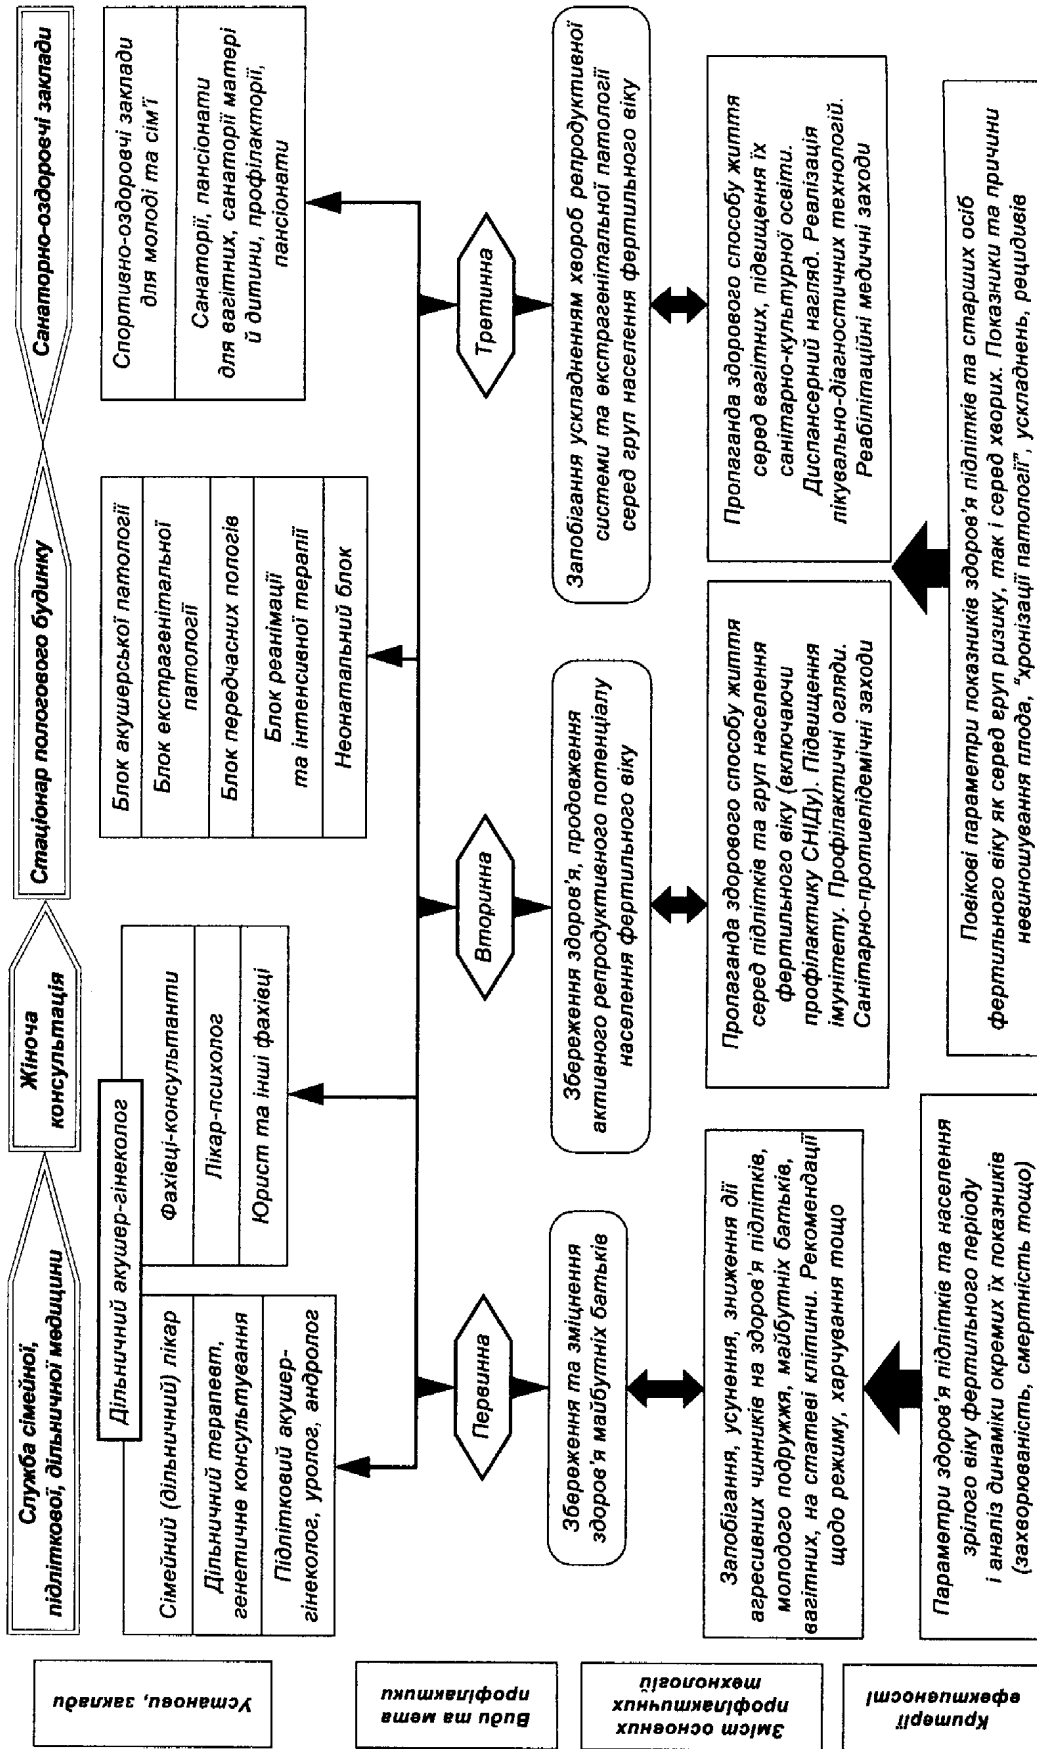 Служба сімейної,
підліткової, дільничної медицини
Жіноча
консультація
Стаціонар пологового будинку
Санаторно-оздоровчі заклади
Установи, заклади
Дільничний акушер-гінеколог
Сімейний (дільничний) лікар
Дільничний терапевт,
генетичне консультування
Підлітковий акушер-
гінеколог, уролог, андролог
Фахівці-консультанти
Лікар-психолог
Юрист та інші фахівці
Блок акушерської патології
Блок екстрагенітальної
патології
Блок передчасних пологів
Блок реанімації
та інтенсивної терапії
Неонатальний блок
Спортивно-оздоровчі заклади
для молоді та сім'ї
Санаторії, пансіонати
для вагітних, санаторії матері
й дитини, профілакторії,
пансіонати
Види та мета
профілактики
Первинна
Вторинна
Третинна
Збереження та зміцнення
здоров'я майбутніх батьків
Збереження здоров'я, продовження
активного репродуктивного потенціалу
населення фертильного віку
Запобігання ускладненням хвороб репродуктивної
системи та екстрагенітальної патології
серед груп населення фертильного віку
Зміст основних
профілактичних
технологій
Запобігання, усунення, зниження дії
агресивних чинників на здоров'я підлітків,
молодого подружжя, майбутніх батьків,
вагітних, на статеві клітини. Рекомендації
щодо режиму, харчування тощо
Пропаганда здорового способу життя
серед підлітків та груп населення
фертильного віку (включаючи
профілактику СНІДу). Підвищення
імунітету. Профілактичні огляди.
Санітарно-протиепідемічні заходи
Пропаганда здорового способу життя
серед вагітних, підвищення їх
санітарно-культурної освіти.
Диспансерний нагляд. Реалізація
лікувально-діагностичних технологій.
Реабілітаційні медичні заходи
Критерії
ефективності
Параметри здоров'я підлітків та населення
зрілого віку фертильного періоду
і аналіз динаміки окремих їх показників
(захворюваність, смертність тощо)
Повікові параметри показників здоров'я підлітків та старших осіб
фертильного віку як серед груп ризику, так і серед хворих. Показники та причини
невиношування плода, "хронізації патології", ускладнень, рецидивів